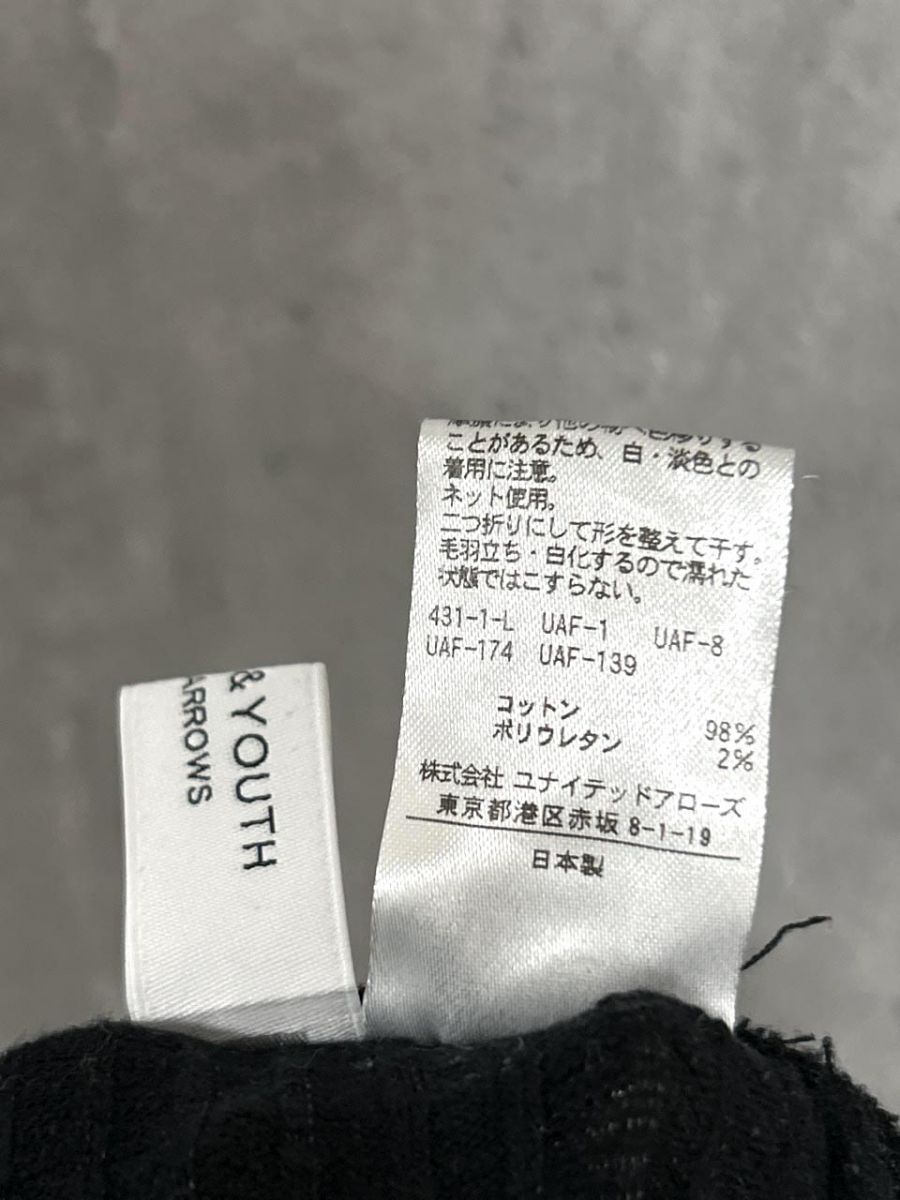 & YOUTH
ARROWS
ことがあるため、白・淡色との
着用に注意。
ネット使用。
二つ折りにして形を整えて干す。
毛羽立ち・白化するので濡れた
状態ではこすらない。
431-1-L UAF-1 UAF-8
UAF-174 UAF-139
コットン 98%
ポリウレタン 2%
株式会社 ユナイテッドアローズ
東京都港区赤坂 8-1-19
日本製